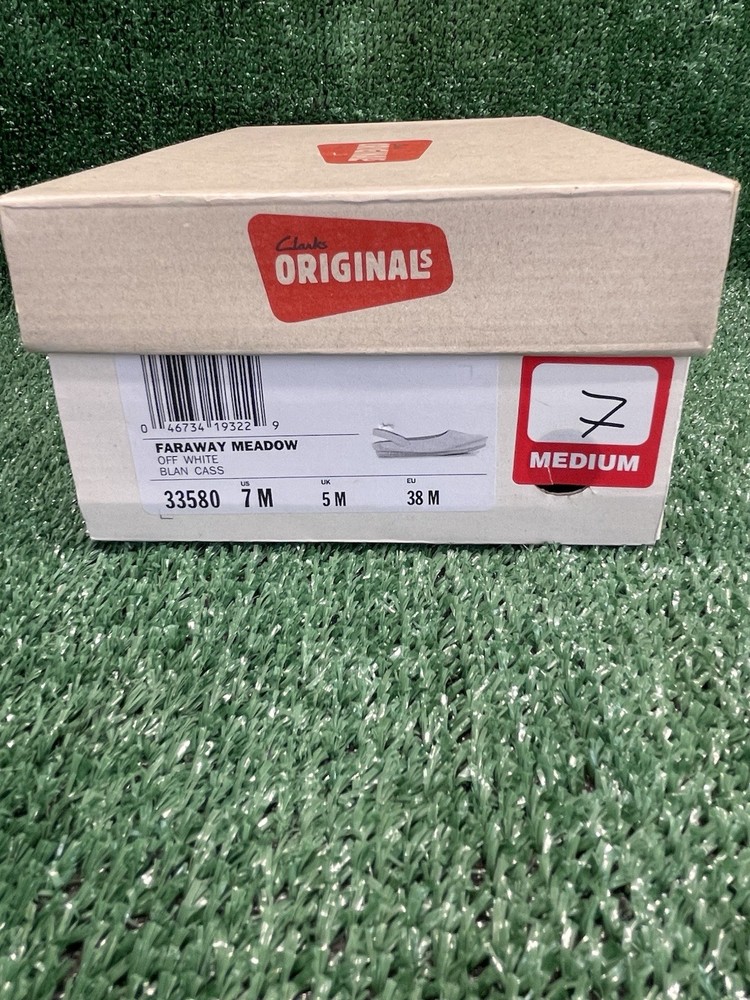 Clarks
ORIGINALS
0 46734 19322 9
FARAWAY MEADOW
OFF WHITE
BLAN CASS
US UK EU
33580 7 M 5 M 38 M
7
MEDIUM